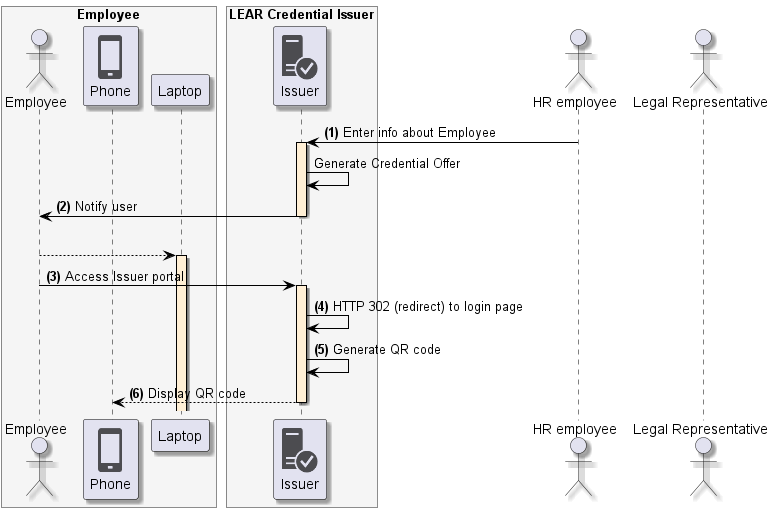 Employee
LEAR Credential Issuer
Employee
Phone
Laptop
Issuer
HR employee
Legal Representative
(1) Enter info about Employee
Generate Credential Offer
(2) Notify user
(3) Access Issuer portal
(4) HTTP 302 (redirect) to login page
(5) Generate QR code
(6) Display QR code
Employee
Phone
Laptop
Issuer
HR employee
Legal Representative